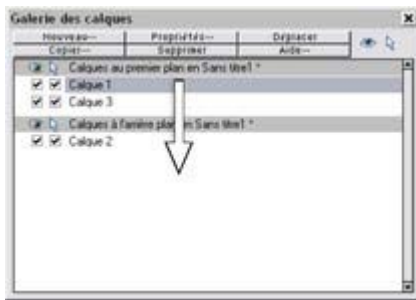 Galerie des calques
Nouveau... Propriétés... Déplacer
Copier... Supprimer Aide...
Calques au premier plan en Sans titre1 *
Calque 1
Calque 3
Calques à l'arrière plan en Sans titre1 *
Calque 2